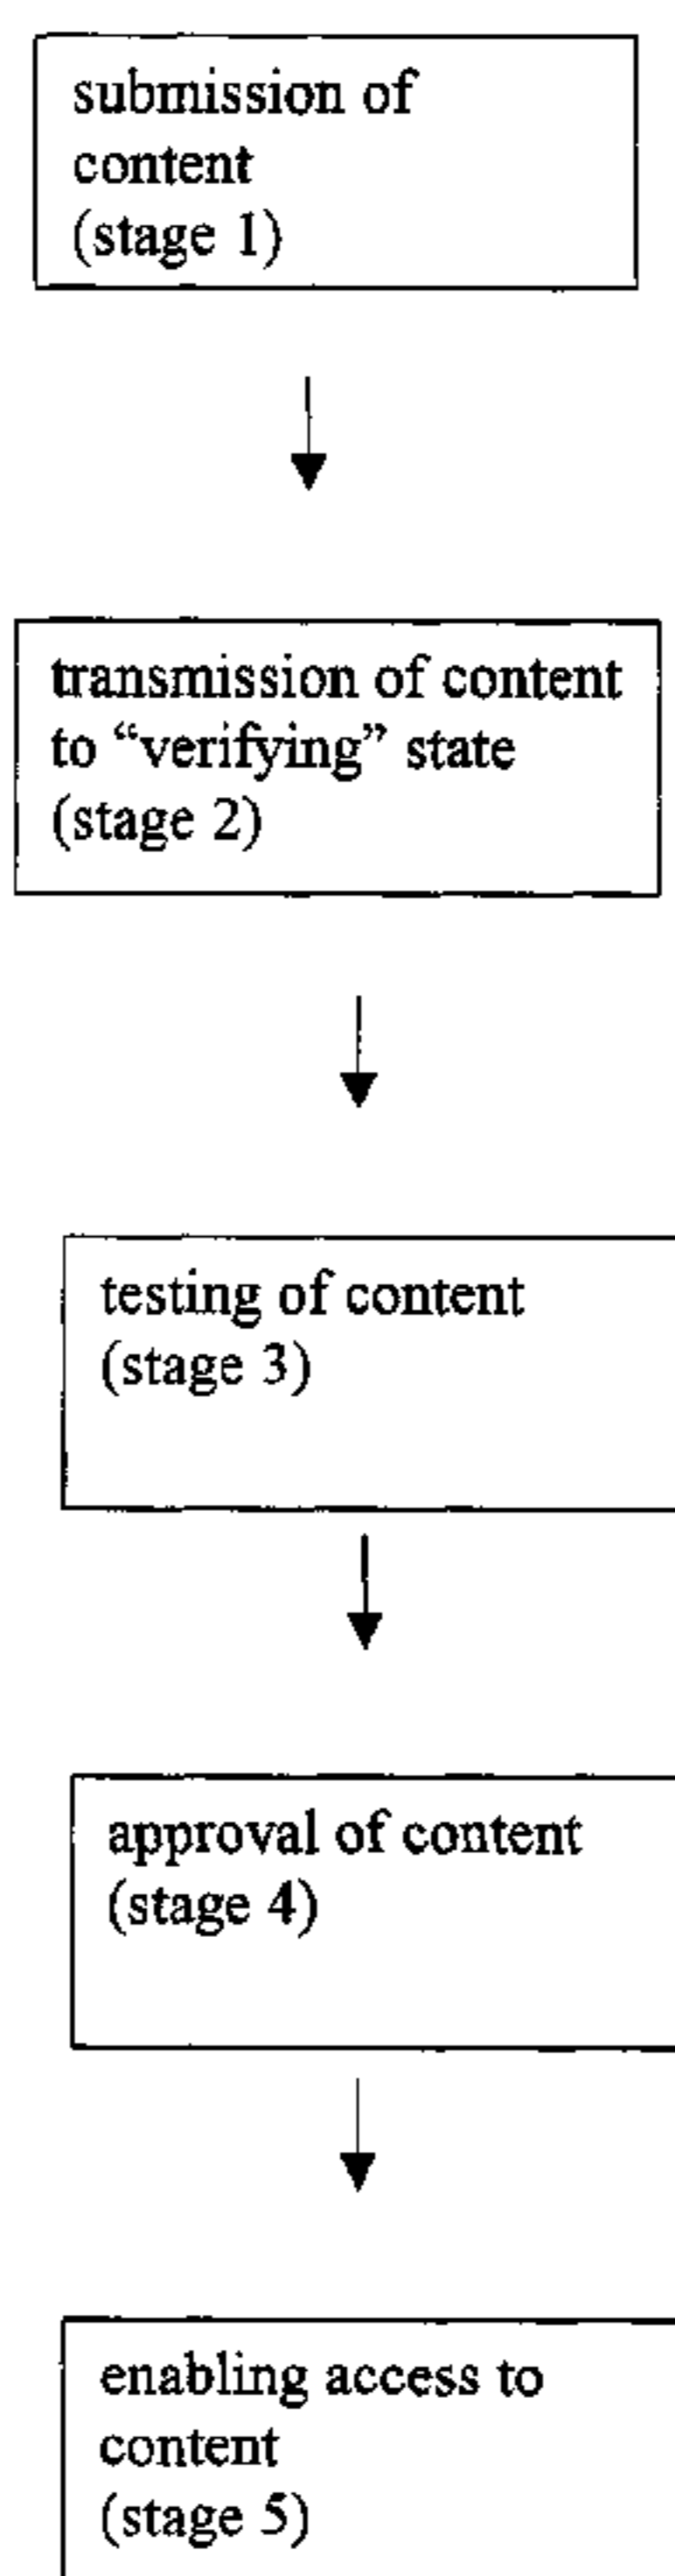 submission of
content
(stage 1)
transmission of content
to “verifying” state
(stage 2)
testing of content
(stage 3)
approval of content
(stage 4)
enabling access to
content
(stage 5)